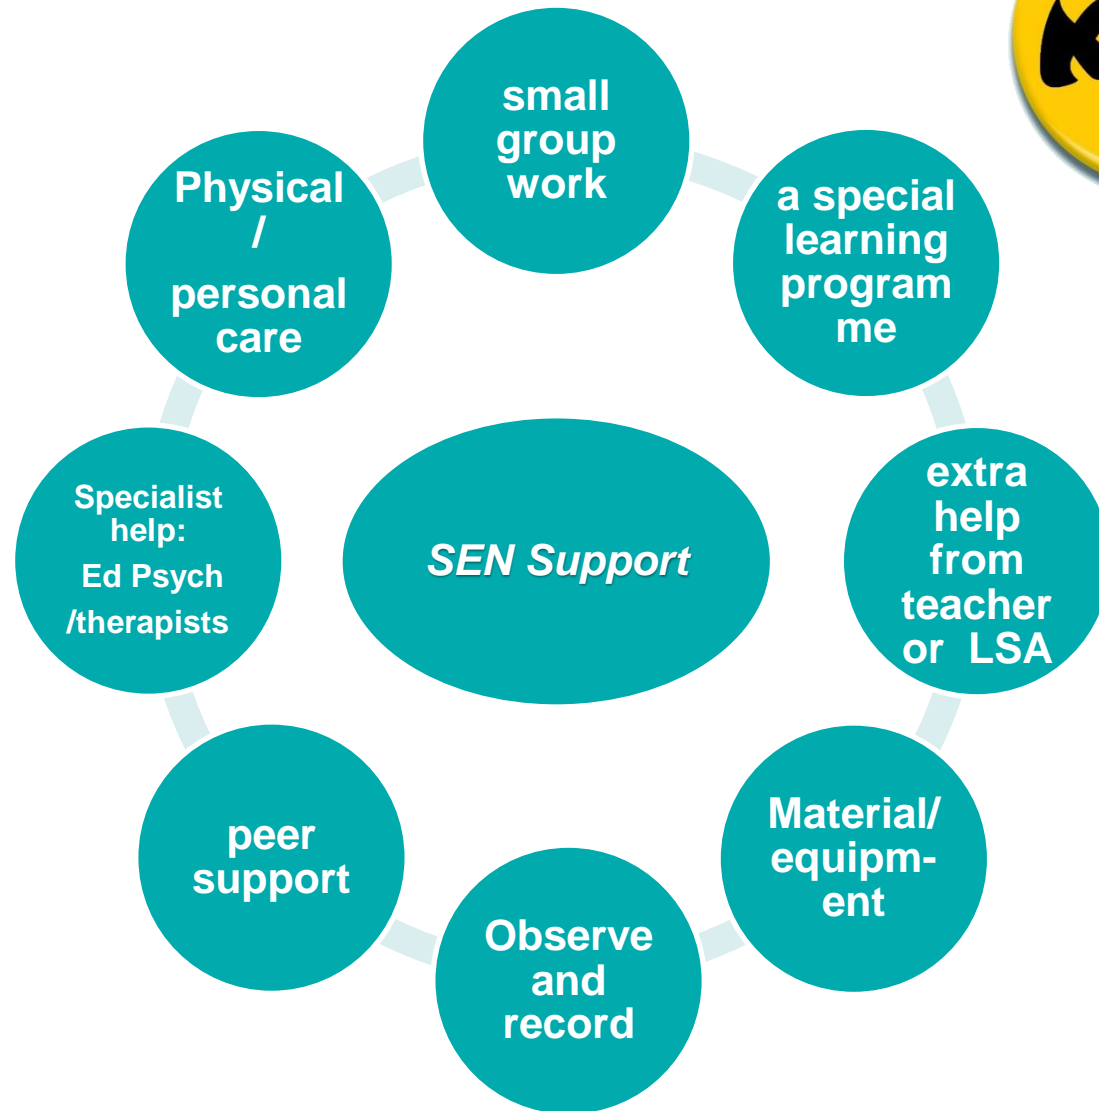 small
group
work
a special
learning
program
me
extra
help
from
teacher
or LSA
Material/
equipm-
ent
Observe
and
record
peer
support
Specialist
help:
Ed Psych
/therapists
Physical
/
personal
care
SEN Support